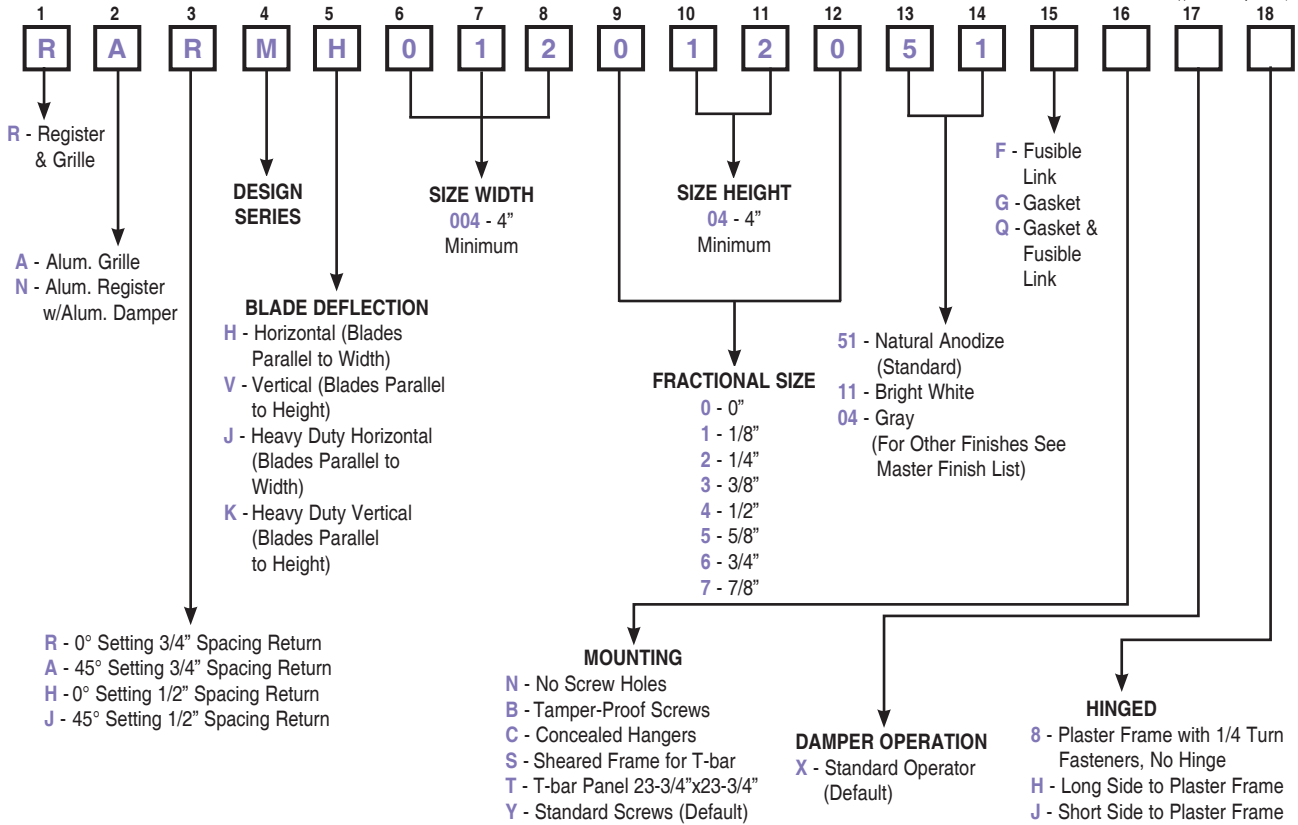 1 2 3 4 5 6 7 8 9 10 11 12 13 14 15 16 17 18
R A R M H 0 1 2 0 1 2 0 5 1
R - Register
& Grille
A - Alum. Grille
N - Alum. Register
w/Alum. Damper
R - 0° Setting 3/4” Spacing Return
A - 45° Setting 3/4” Spacing Return
H - 0° Setting 1/2” Spacing Return
J - 45° Setting 1/2” Spacing Return
DESIGN
SERIES
BLADE DEFLECTION
H - Horizontal (Blades
Parallel to Width)
V - Vertical (Blades Parallel
to Height)
J - Heavy Duty Horizontal
(Blades Parallel to
Width)
K - Heavy Duty Vertical
(Blades Parallel
to Height)
SIZE WIDTH
004 - 4”
Minimum
SIZE HEIGHT
04 - 4”
Minimum
FRACTIONAL SIZE
0 - 0”
1 - 1/8”
2 - 1/4”
3 - 3/8”
4 - 1/2”
5 - 5/8”
6 - 3/4”
7 - 7/8”
51 - Natural Anodize
(Standard)
11 - Bright White
04 - Gray
(For Other Finishes See
Master Finish List)
F - Fusible
Link
G - Gasket
Q - Gasket &
Fusible
Link
MOUNTING
N - No Screw Holes
B - Tamper-Proof Screws
C - Concealed Hangers
S - Sheared Frame for T-bar
T - T-bar Panel 23-3/4”x23-3/4”
Y - Standard Screws (Default)
DAMPER OPERATION
X - Standard Operator
(Default)
HINGED
8 - Plaster Frame with 1/4 Turn
Fasteners, No Hinge
H - Long Side to Plaster Frame
J - Short Side to Plaster Frame